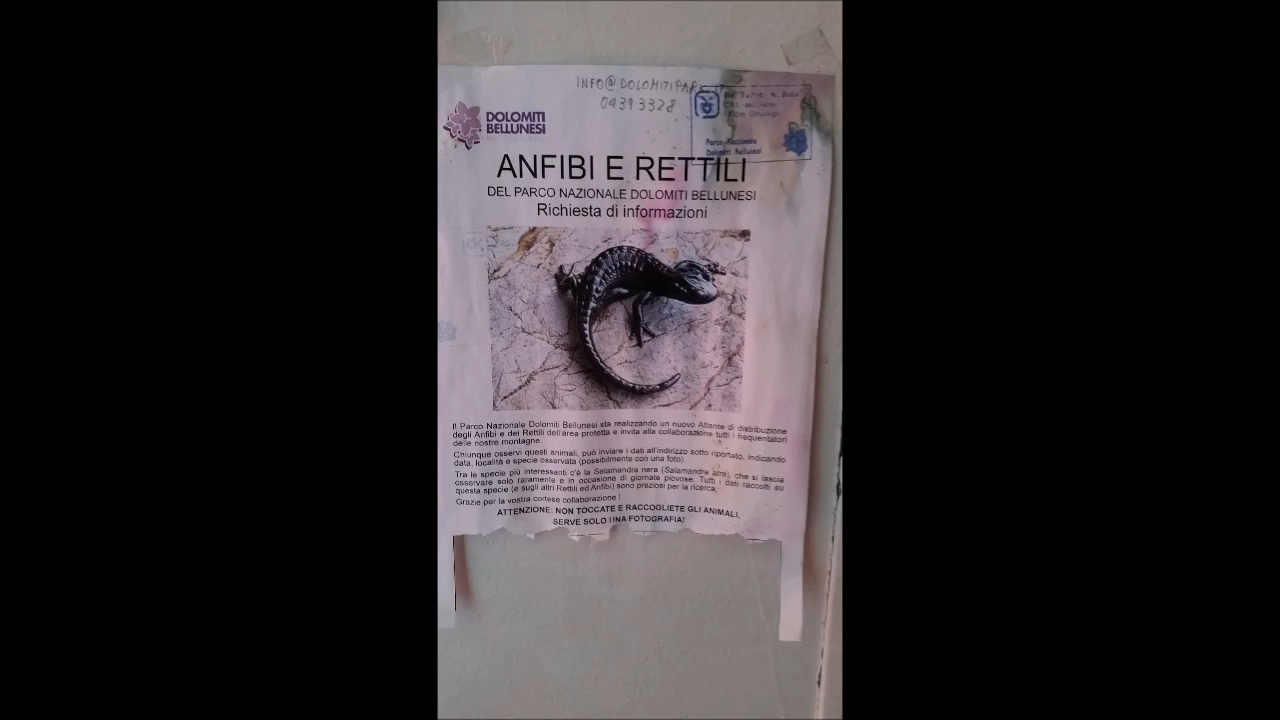 INFO@DOLOMITIPAR
04393328
DOLOMITI
BELLUNESI
Parco Nazionale
Dolomiti Bellunesi
ANFIBI E RETTILI
DEL PARCO NAZIONALE DOLOMITI BELLUNESI
Richiesta di informazioni
Il Parco Nazionale Dolomiti Bellunesi sta realizzando un nuovo Atlante di distribuzione
degli Anfibi e dei Rettili dell'area protetta e invita alla collaborazione tutti i frequentatori
delle nostre montagne.
Chiunque osservi questi animali, può inviare i dati all'indirizzo sotto riportato, indicando
data, località e specie osservata (possibilmente con una foto).
Tra le specie più interessanti c'è la Salamandra nera (Salamandra atra), che si lascia
osservare solo raramente e in occasione di giornate piovose. Tutti i dati raccolti su
questa specie (e sugli altri Rettili ed Anfibi) sono preziosi per la ricerca.
Grazie per la vostra cortese collaborazione !
ATTENZIONE: NON TOCCATE E RACCOGLIETE GLI ANIMALI,
SERVE SOLO UNA FOTOGRAFIA!